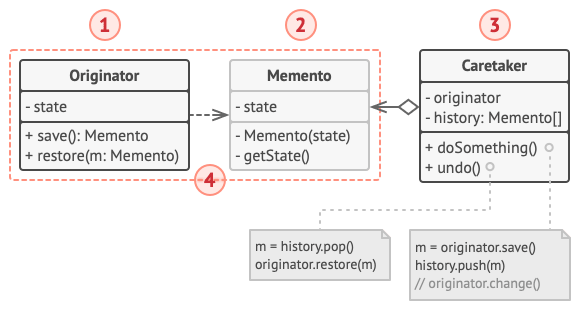 1
2
3
Originator
- state
+ save(): Memento
+ restore(m: Memento)
Memento
- state
- Memento(state)
- getState()
Caretaker
- originator
- history: Memento[]
+ doSomething()
+ undo()
4
m = history.pop()
originator.restore(m)
m = originator.save()
history.push(m)
// originator.change()